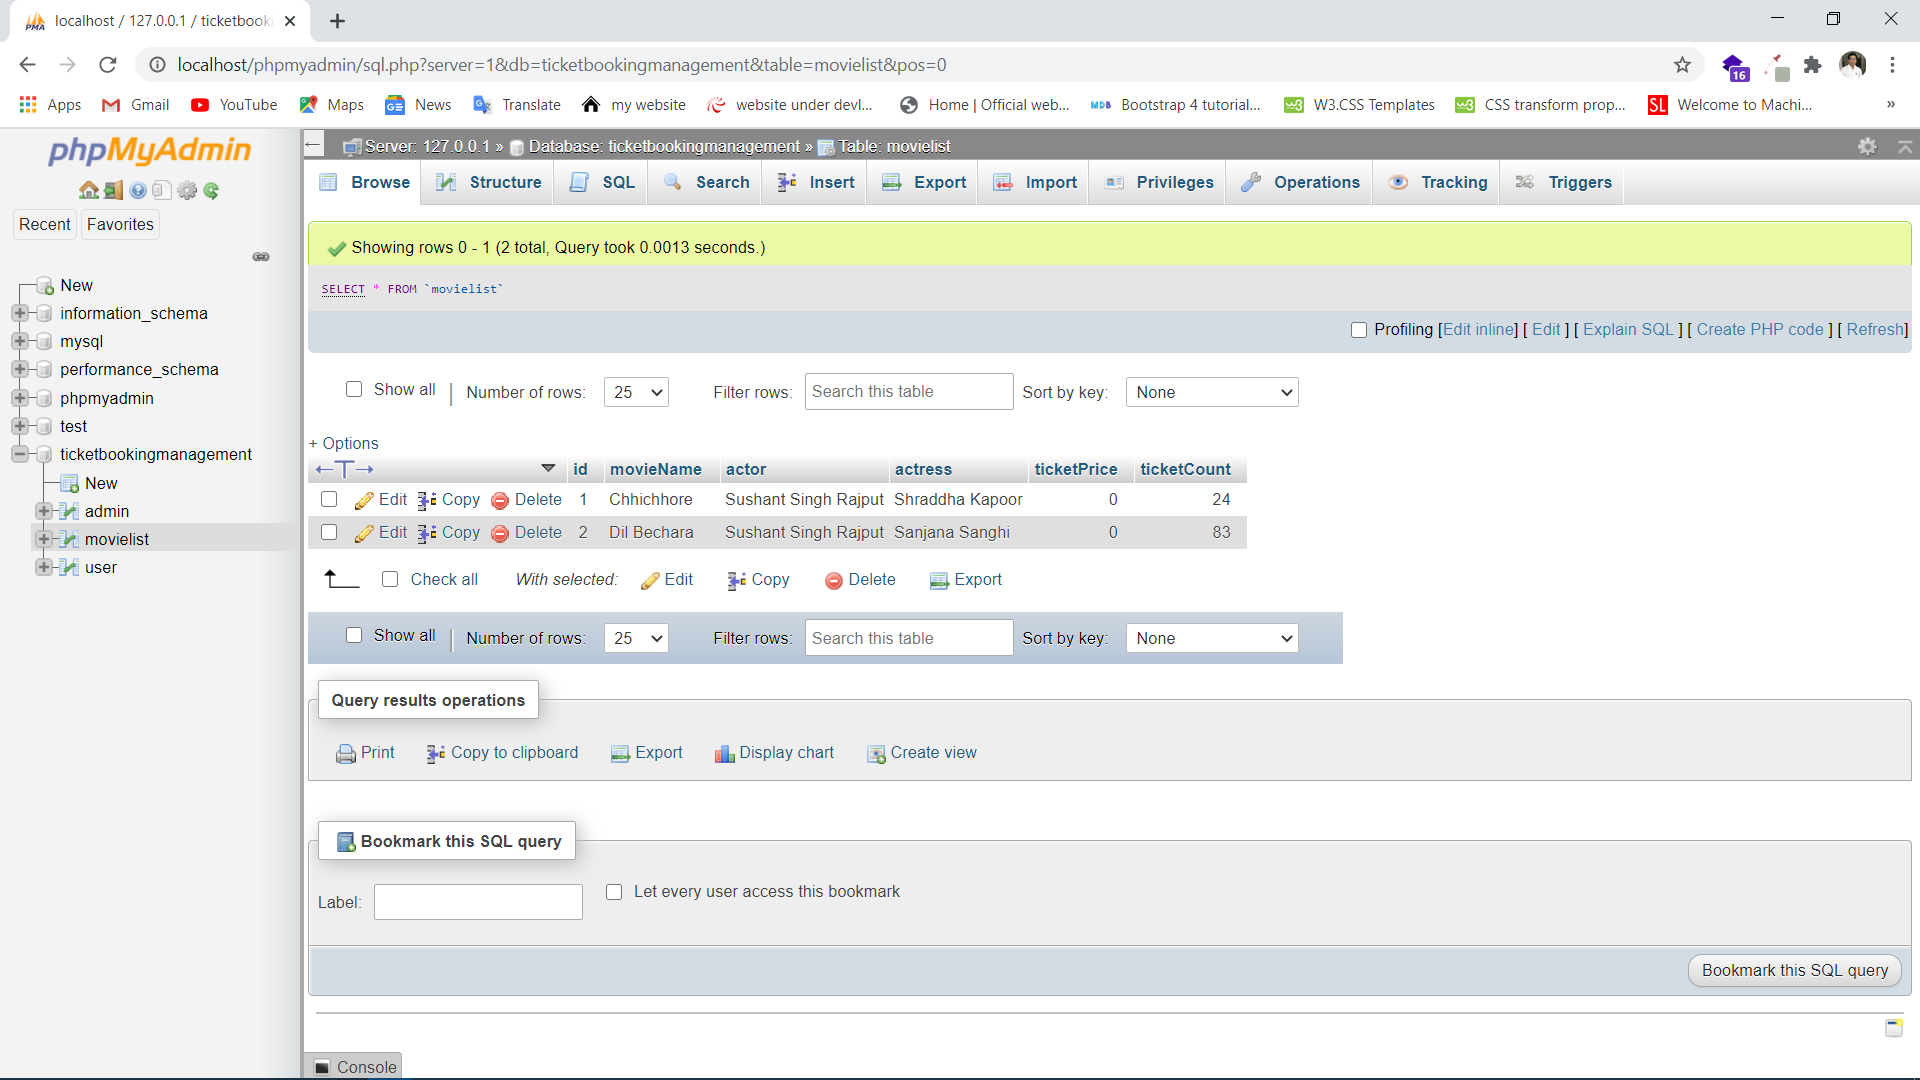 localhost / 127.0.0.1 / ticketbooki
localhost/phpmyadmin/sql.php?server=1&db=ticketbookingmanagement&table=movielist&pos=0
16
Apps Gmail YouTube Maps News Translate my website website under devl... Home | Official web... Bootstrap 4 tutorial... W3.CSS Templates CSS transform prop... Welcome to Machi... »
phpMyAdmin
Recent Favorites
New
information_schema
mysql
performance_schema
phpmyadmin
test
ticketbookingmanagement
New
admin
movielist
user
Server: 127.0.0.1 » Database: ticketbookingmanagement » Table: movielist
Browse Structure SQL Search Insert Export Import Privileges Operations Tracking Triggers
Showing rows 0 - 1 (2 total, Query took 0.0013 seconds.)
SELECT * FROM `movielist`
Profiling [Edit inline] [ Edit ] [ Explain SQL ] [ Create PHP code ] [ Refresh]
Show all | Number of rows: 25 Filter rows: Search this table Sort by key: None
+ Options
id movieName actor actress ticketPrice ticketCount
Edit Copy Delete 1 Chhichhore Sushant Singh Rajput Shraddha Kapoor 0 24
Edit Copy Delete 2 Dil Bechara Sushant Singh Rajput Sanjana Sanghi 0 83
Check all With selected: Edit Copy Delete Export
Show all | Number of rows: 25 Filter rows: Search this table Sort by key: None
Query results operations
Print Copy to clipboard Export Display chart Create view
Bookmark this SQL query
Label: Let every user access this bookmark
Bookmark this SQL query
Console